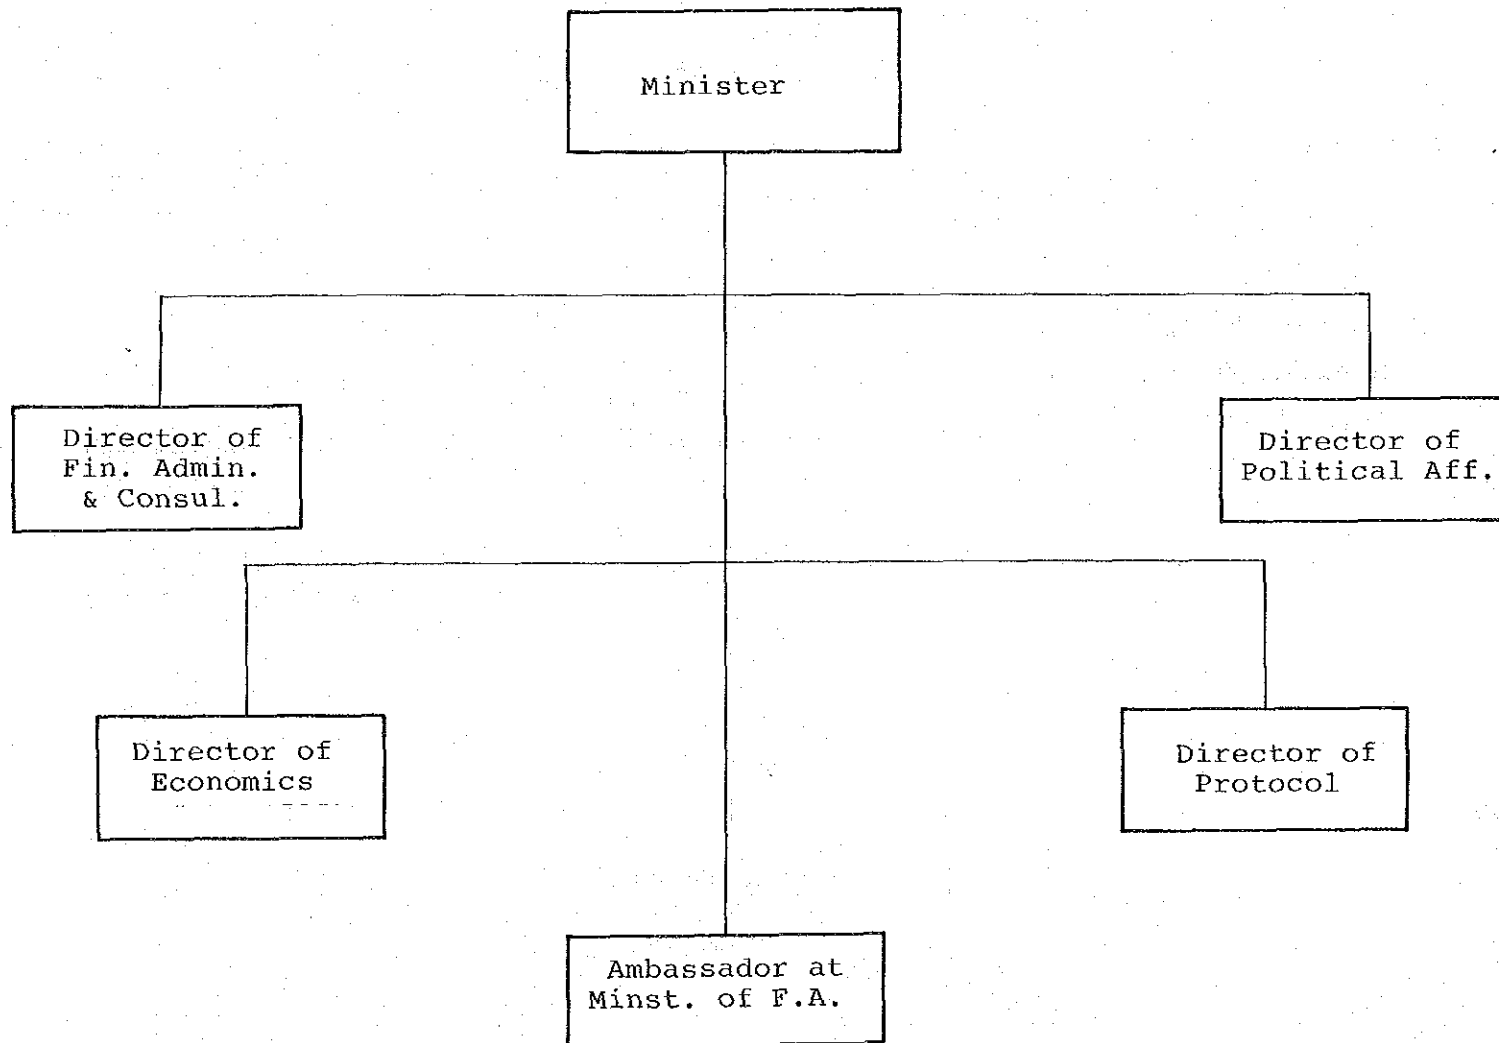 Minister
Director of
Fin. Admin.
& Consul.
Director of
Political Aff.
Director of
Economics
Director of
Protocol
Ambassador at
Minst. of F.A.